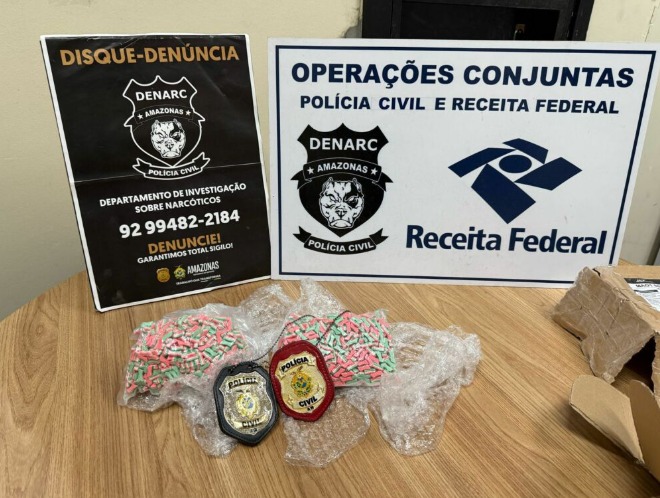 DISQUE-DENÚNCIA
DENARC
AMAZONAS
POLÍCIA CIVIL
DEPARTAMENTO DE INVESTIGAÇÃO
SOBRE NARCÓTICOS
92 99482-2184
DENUNCIE!
GARANTIMOS TOTAL SIGILO!
AMAZONAS
OPERAÇÕES CONJUNTAS
POLÍCIA CIVIL E RECEITA FEDERAL
DENARC
AMAZONAS
POLÍCIA CIVIL
Receita Federal
POLÍCIA
CIVIL
POLÍCIA
CIVIL